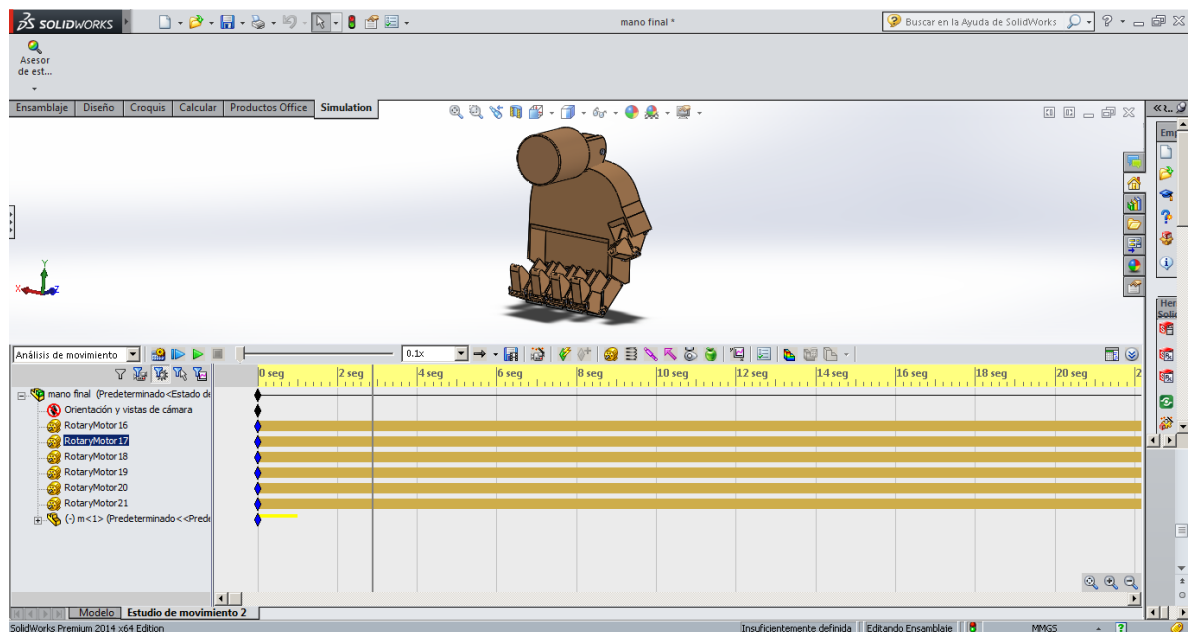 SOLIDWORKS
mano final *
Buscar en la Ayuda de SolidWorks
Asesor
de est...
Ensamblaje Diseño Croquis Calcular Productos Office Simulation
Y
X
Z
Análisis de movimiento
0.1x
0 seg 2 seg 4 seg 6 seg 8 seg 10 seg 12 seg 14 seg 16 seg 18 seg 20 seg 2
mano final (Predeterminado<Estado de
Orientación y vistas de cámara
RotaryMotor16
RotaryMotor17
RotaryMotor18
RotaryMotor19
RotaryMotor20
RotaryMotor21
(-) m<1> (Predeterminado<<Prede
Modelo Estudio de movimiento 2
SolidWorks Premium 2014 x64 Edition
Insuficientemente definida Editando Ensamblaje MMGS